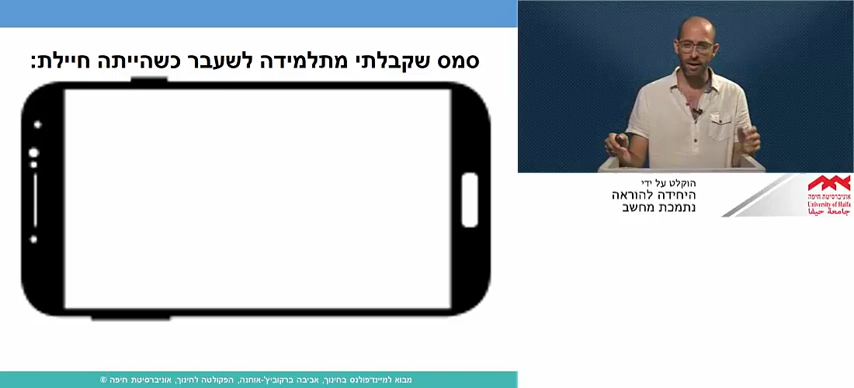 סמס שקבלתי מתלמידה לשעבר כשהייתה חיילת:
הוקלט על ידי
היחידה להוראה
נתמכת מחשב
אוניברסיטת חיפה
University of Haifa
جامعة حيفا
מבוא למיינדפולנס בחינוך, אביבה ברקוביץ'-אוחנה, הפקולטה לחינוך, אוניברסיטת חיפה ©